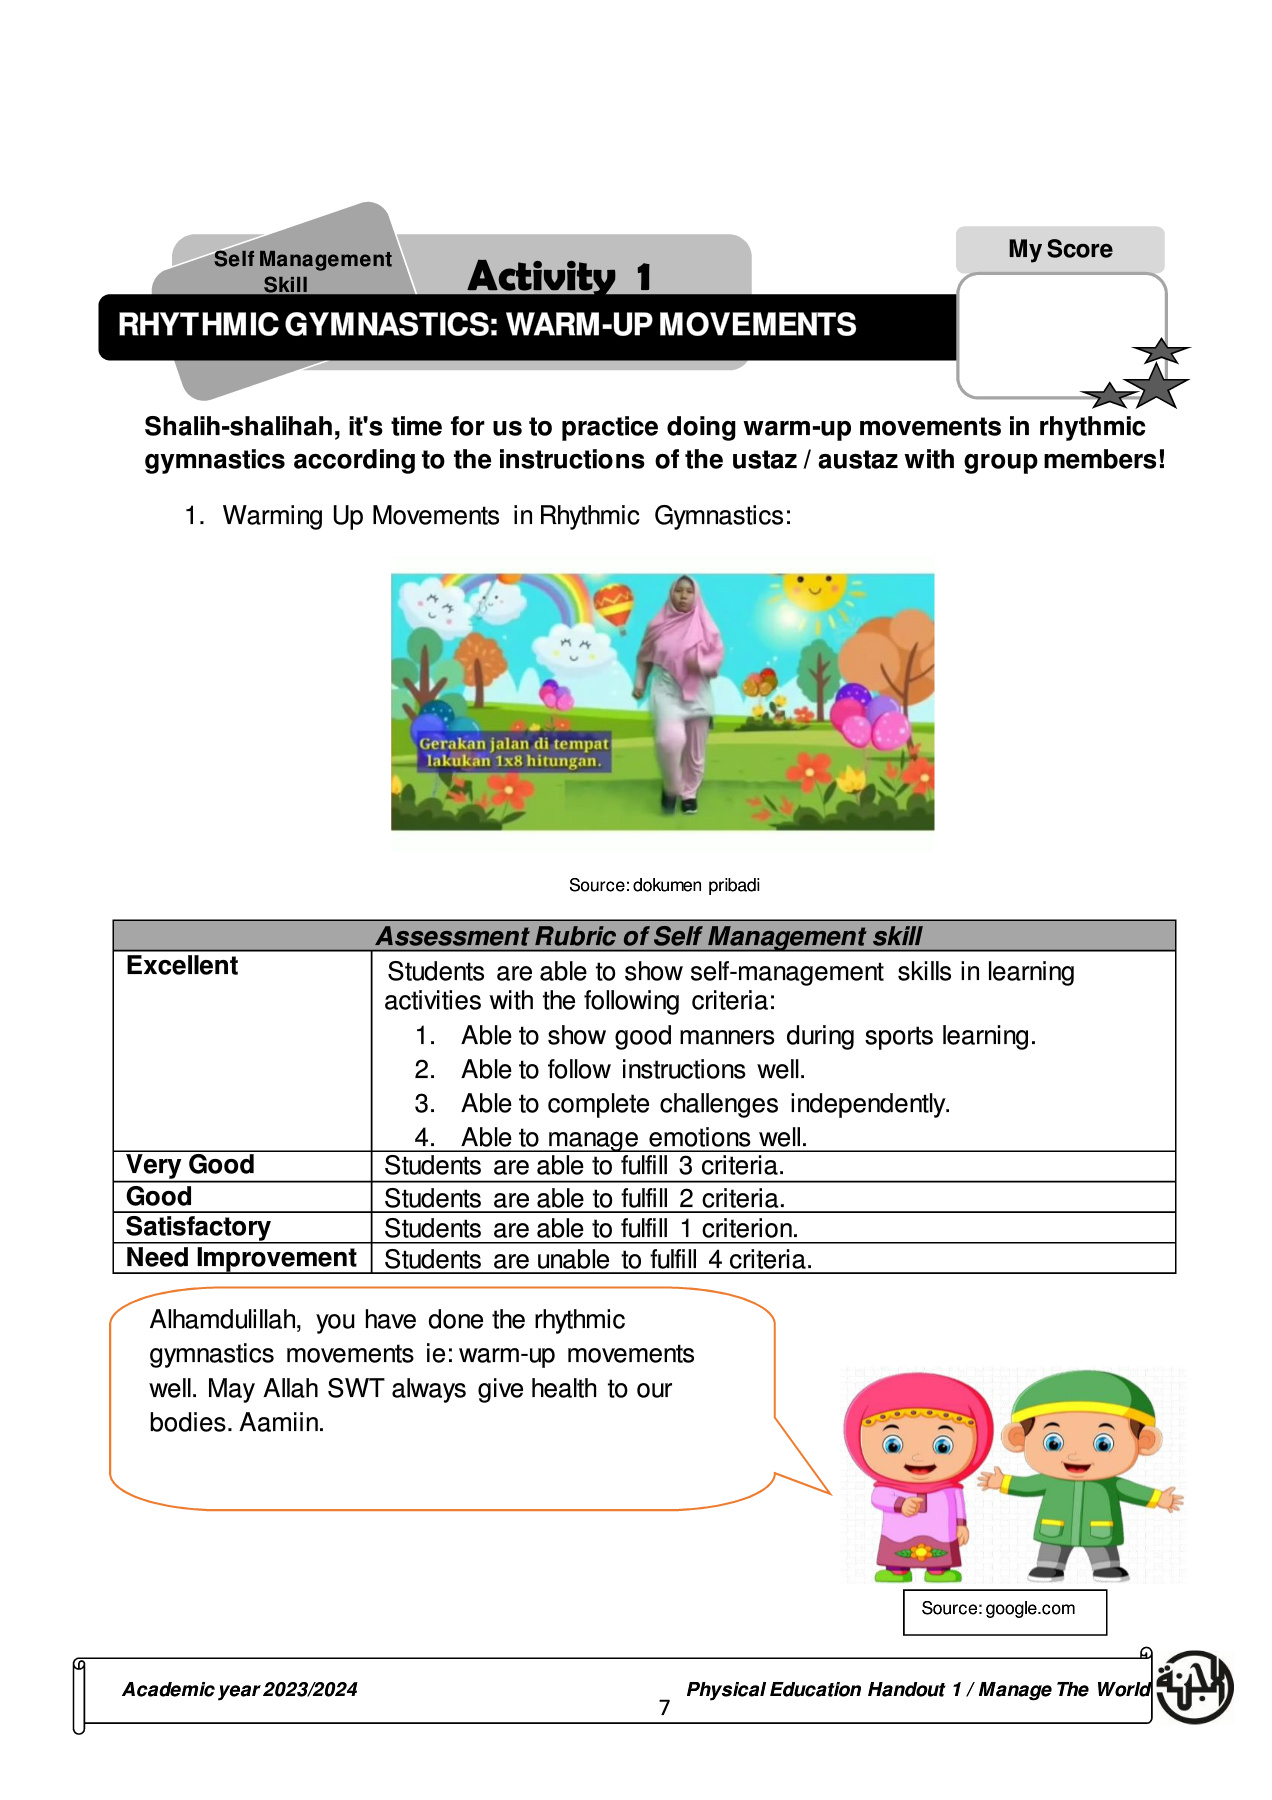 Self Management
Skill
Activity 1
My Score
RHYTHMIC GYMNASTICS: WARM-UP MOVEMENTS
Shalih-shalihah, it's time for us to practice doing warm-up movements in rhythmic
gymnastics according to the instructions of the ustaz / austaz with group members!
1. Warming Up Movements in Rhythmic Gymnastics:
Gerakan jalan di tempat
lakukan 1x8 hitungan.
Source: dokumen pribadi
Assessment Rubric of Self Management skill
Excellent
Students are able to show self-management skills in learning
activities with the following criteria:
1. Able to show good manners during sports learning.
2. Able to follow instructions well.
3. Able to complete challenges independently.
4. Able to manage emotions well.
Very Good Students are able to fulfill 3 criteria.
Good Students are able to fulfill 2 criteria.
Satisfactory Students are able to fulfill 1 criterion.
Need Improvement Students are unable to fulfill 4 criteria.
Alhamdulillah, you have done the rhythmic
gymnastics movements ie: warm-up movements
well. May Allah SWT always give health to our
bodies. Aamiin.
Source: google.com
Academic year 2023/2024
Physical Education Handout 1 / Manage The World
7